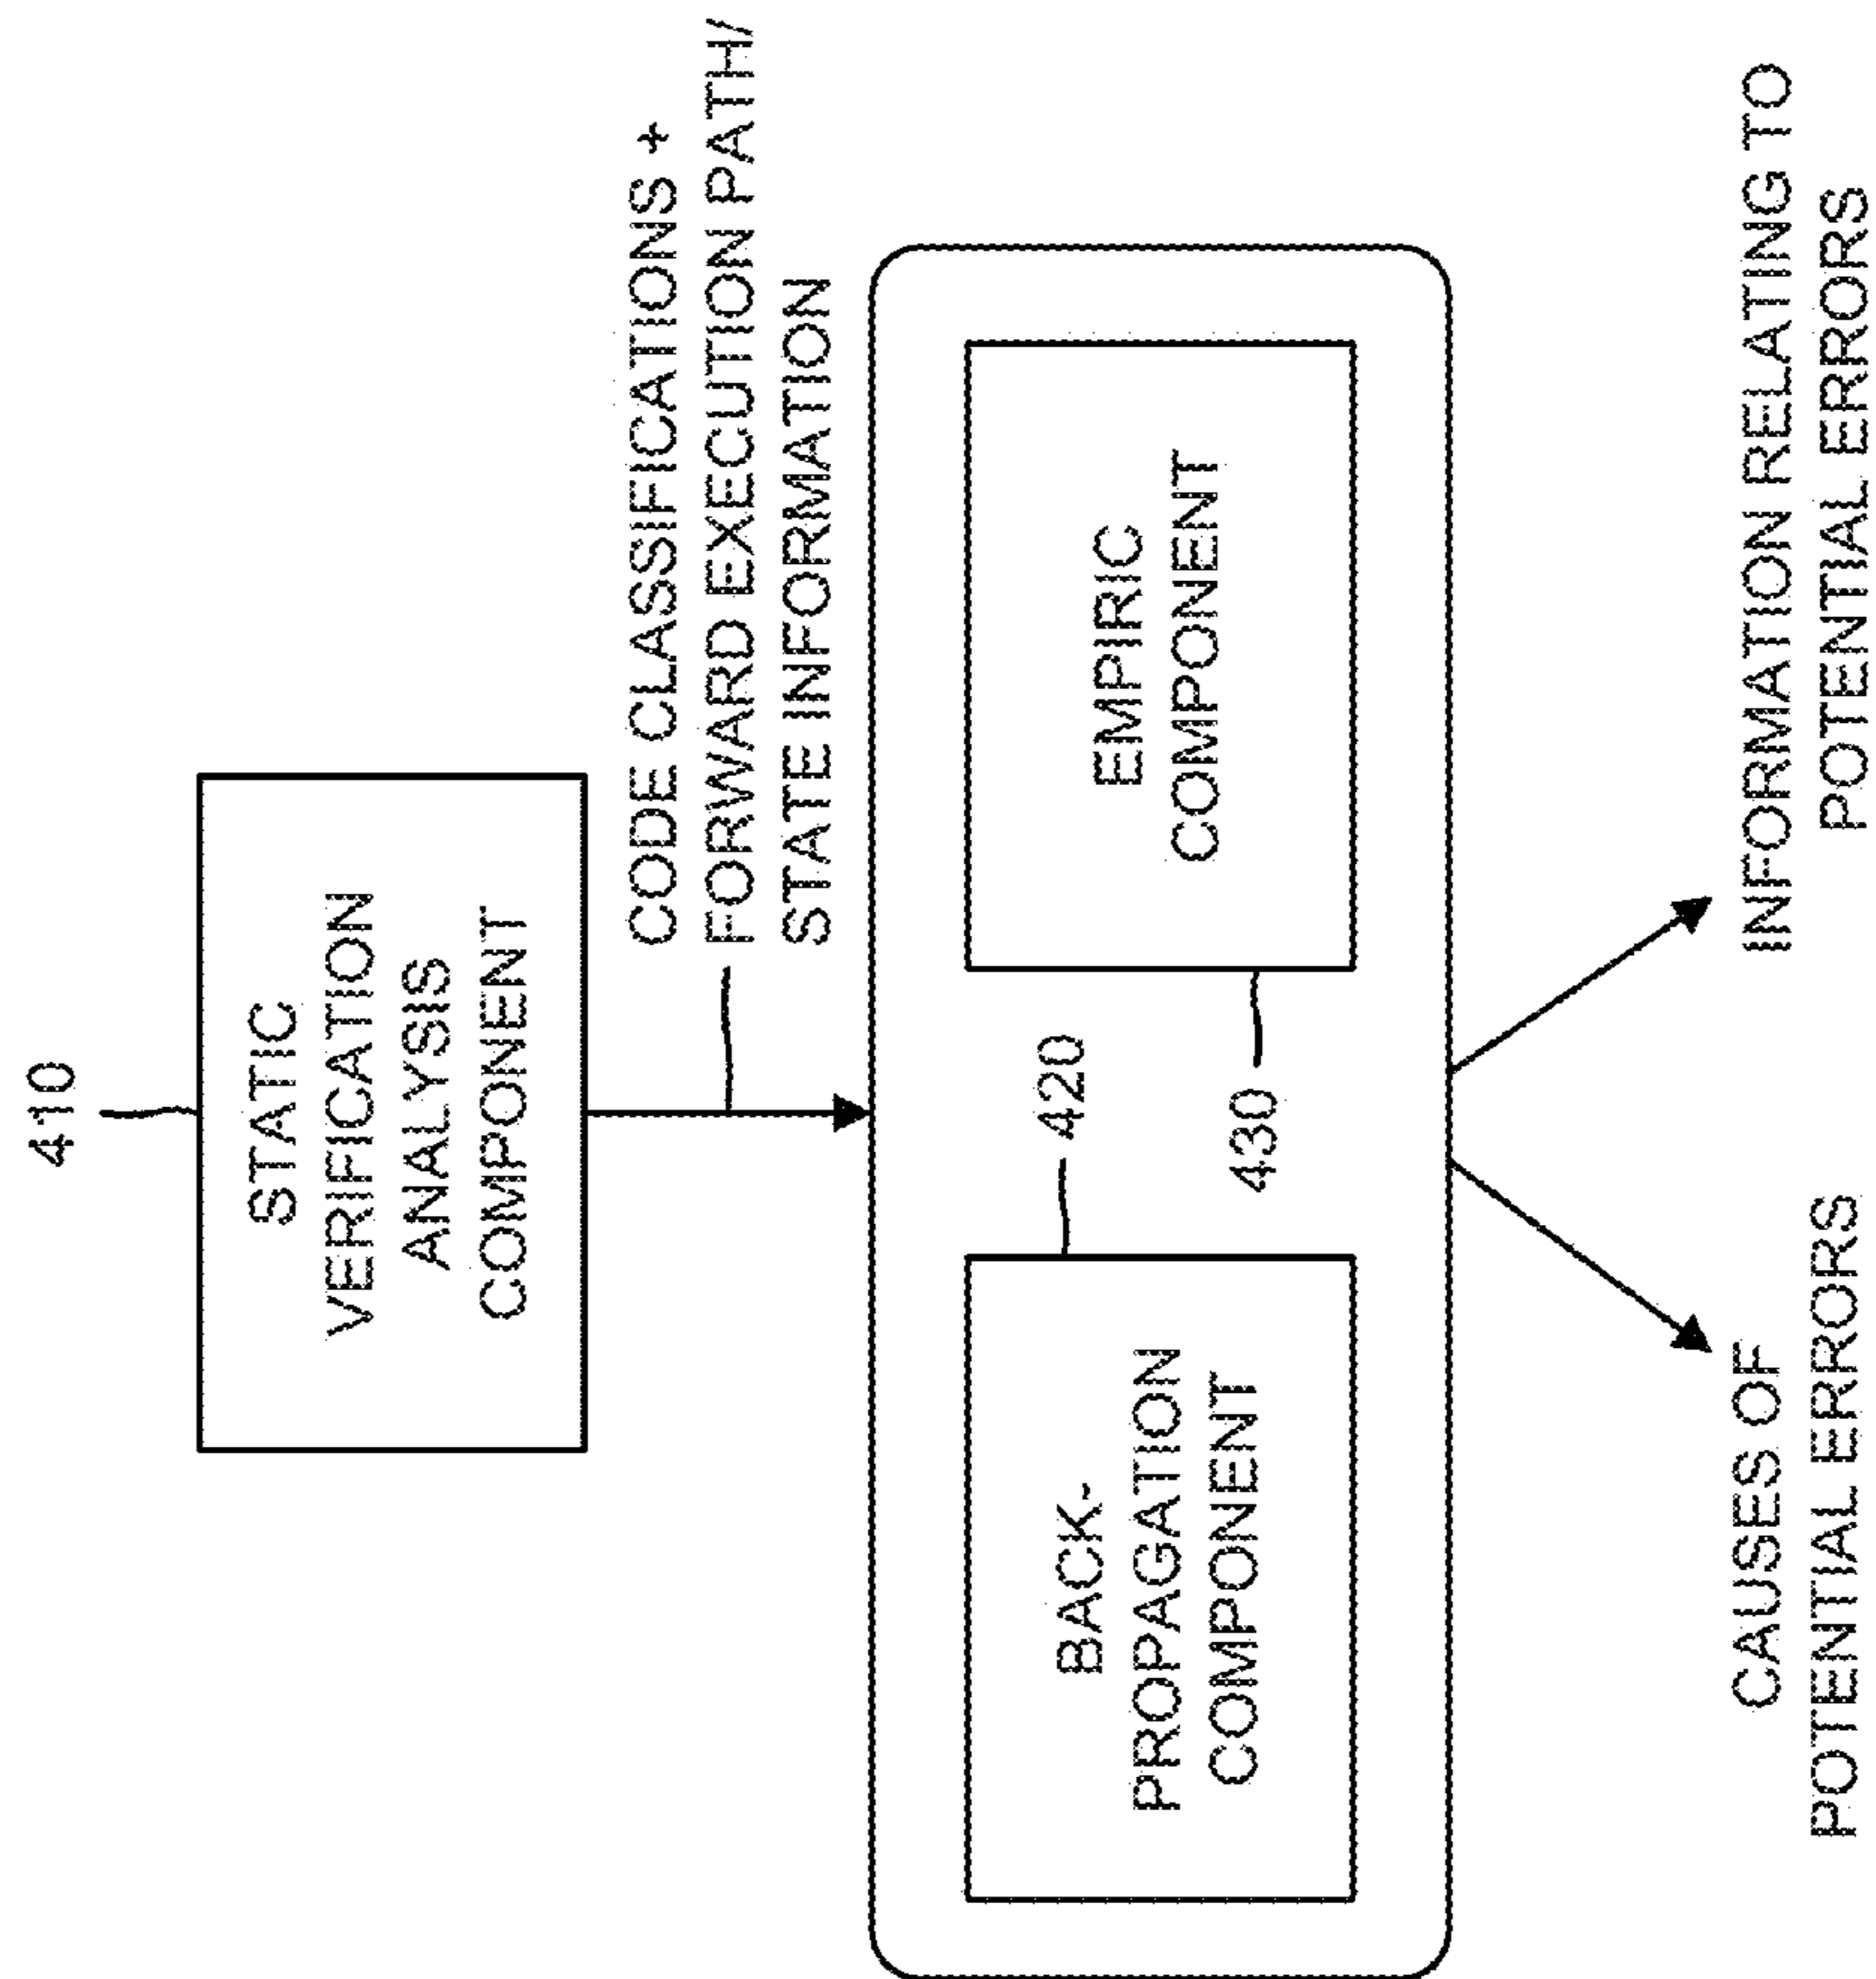 410
STATIC
VERIFICATION
ANALYSIS
COMPONENT
CODE CLASSIFICATIONS +
FORWARD EXECUTION PATH/
STATE INFORMATION
BACK-
PROPAGATION
COMPONENT
420
430
EMPIRIC
COMPONENT
CAUSES OF
POTENTIAL ERRORS
INFORMATION RELATING TO
POTENTIAL ERRORS